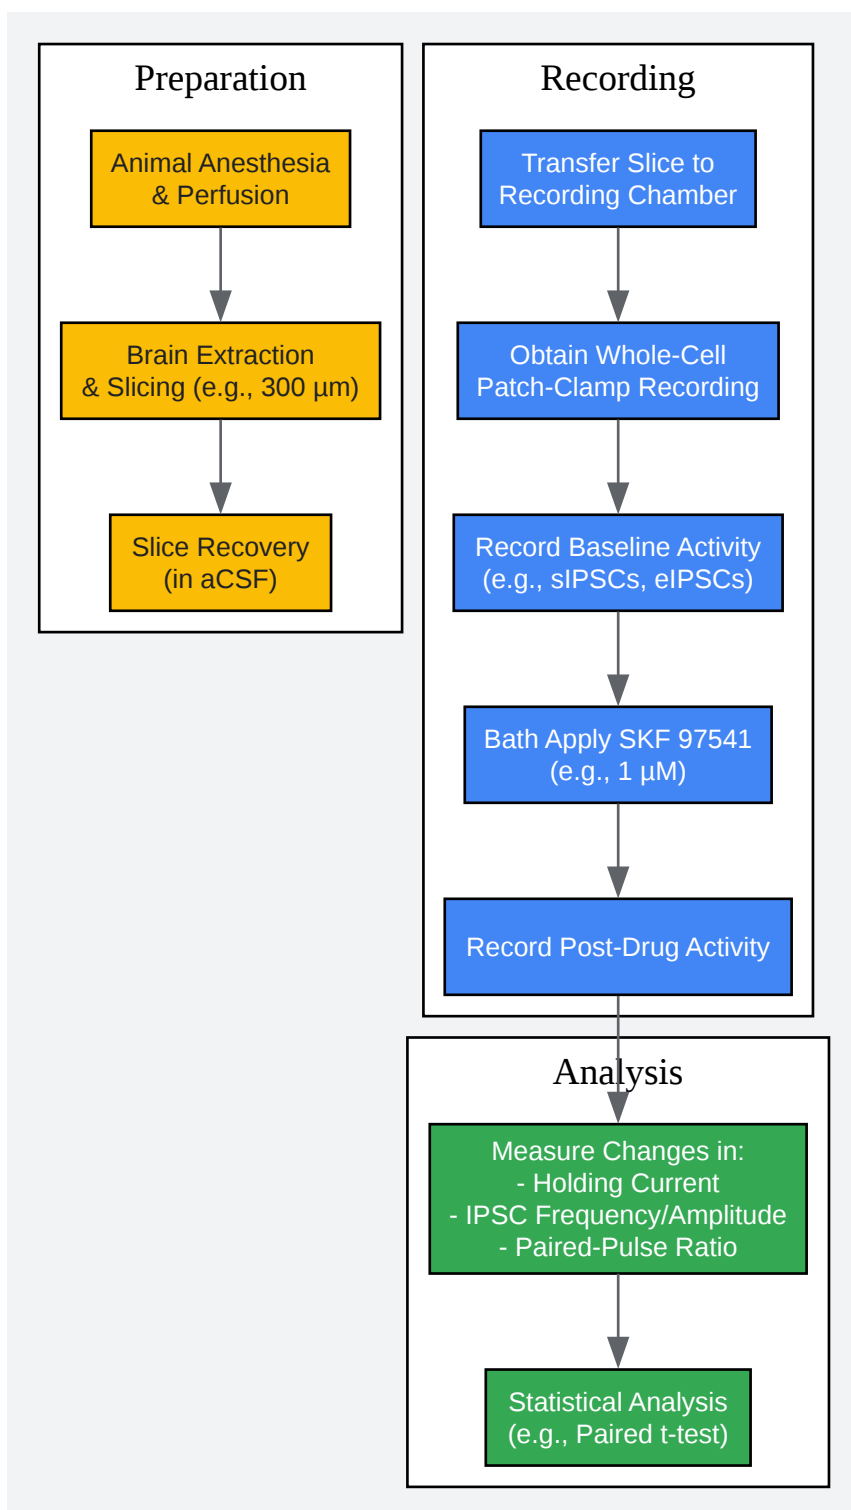 Preparation
Animal Anesthesia
& Perfusion
Brain Extraction
& Slicing (e.g., 300 µm)
Slice Recovery
(in aCSF)
Recording
Transfer Slice to
Recording Chamber
Obtain Whole-Cell
Patch-Clamp Recording
Record Baseline Activity
(e.g., sIPSCs, eIPSCs)
Bath Apply SKF 97541
(e.g., 1 µM)
Record Post-Drug Activity
Analysis
Measure Changes in:
- Holding Current
- IPSC Frequency/Amplitude
- Paired-Pulse Ratio
Statistical Analysis
(e.g., Paired t-test)